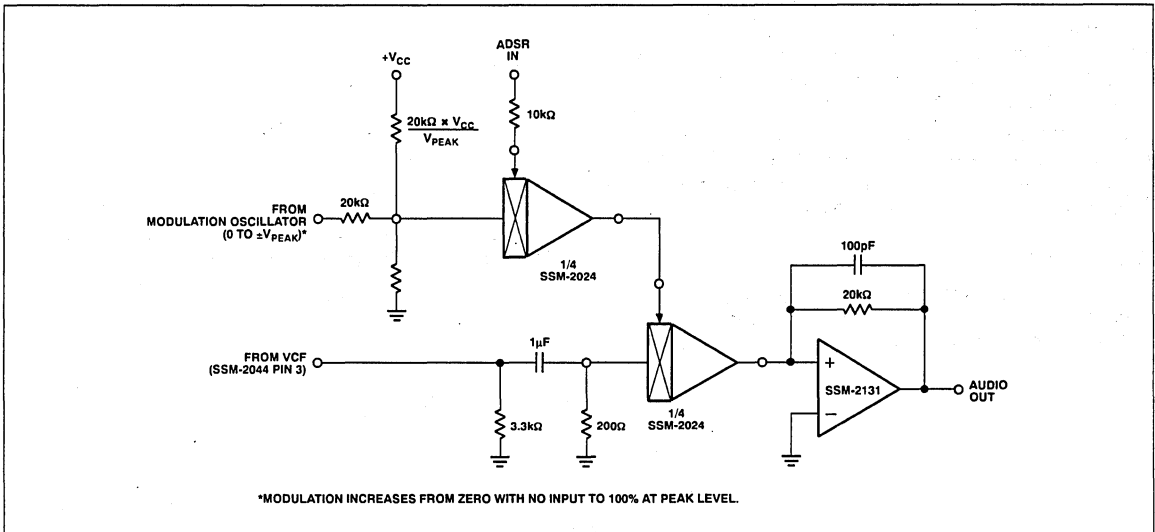 +VCC
ADSR
IN
20kΩ × VCC
VPEAK
10kΩ
20kΩ
FROM
MODULATION OSCILLATOR
(0 TO ±VPEAK)*
1/4
SSM-2024
100pF
20kΩ
FROM VCF
(SSM-2044 PIN 3)
1μF
3.3kΩ
200Ω
1/4
SSM-2024
+
SSM-2131
−
AUDIO
OUT
*MODULATION INCREASES FROM ZERO WITH NO INPUT TO 100% AT PEAK LEVEL.